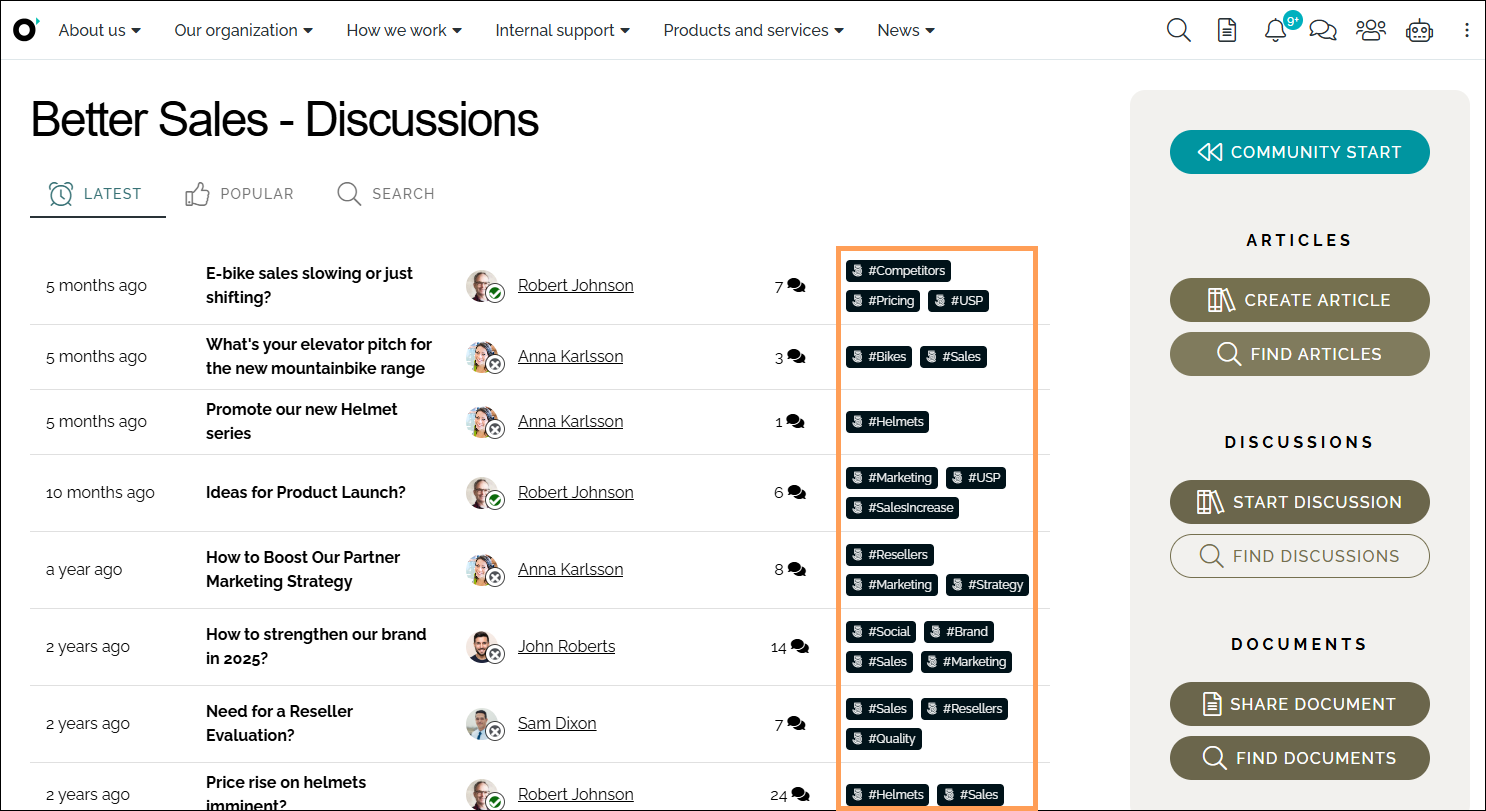 About us Our organization How we work Internal support Products and services News 9+
Better Sales - Discussions
LATEST POPULAR SEARCH
5 months ago
E-bike sales slowing or just
shifting?
Robert Johnson
7
#Competitors
#Pricing #USP
5 months ago
What's your elevator pitch for
the new mountainbike range
Anna Karlsson
3
#Bikes #Sales
5 months ago
Promote our new Helmet
series
Anna Karlsson
1
#Helmets
10 months ago
Ideas for Product Launch?
Robert Johnson
6
#Marketing #USP
#SalesIncrease
a year ago
How to Boost Our Partner
Marketing Strategy
Anna Karlsson
8
#Resellers
#Marketing #Strategy
2 years ago
How to strengthen our brand
in 2025?
John Roberts
14
#Social #Brand
#Sales #Marketing
2 years ago
Need for a Reseller
Evaluation?
Sam Dixon
7
#Sales #Resellers
#Quality
2 years ago
Price rise on helmets
imminent?
Robert Johnson
24
#Helmets #Sales
COMMUNITY START
ARTICLES
CREATE ARTICLE
FIND ARTICLES
DISCUSSIONS
START DISCUSSION
FIND DISCUSSIONS
DOCUMENTS
SHARE DOCUMENT
FIND DOCUMENTS